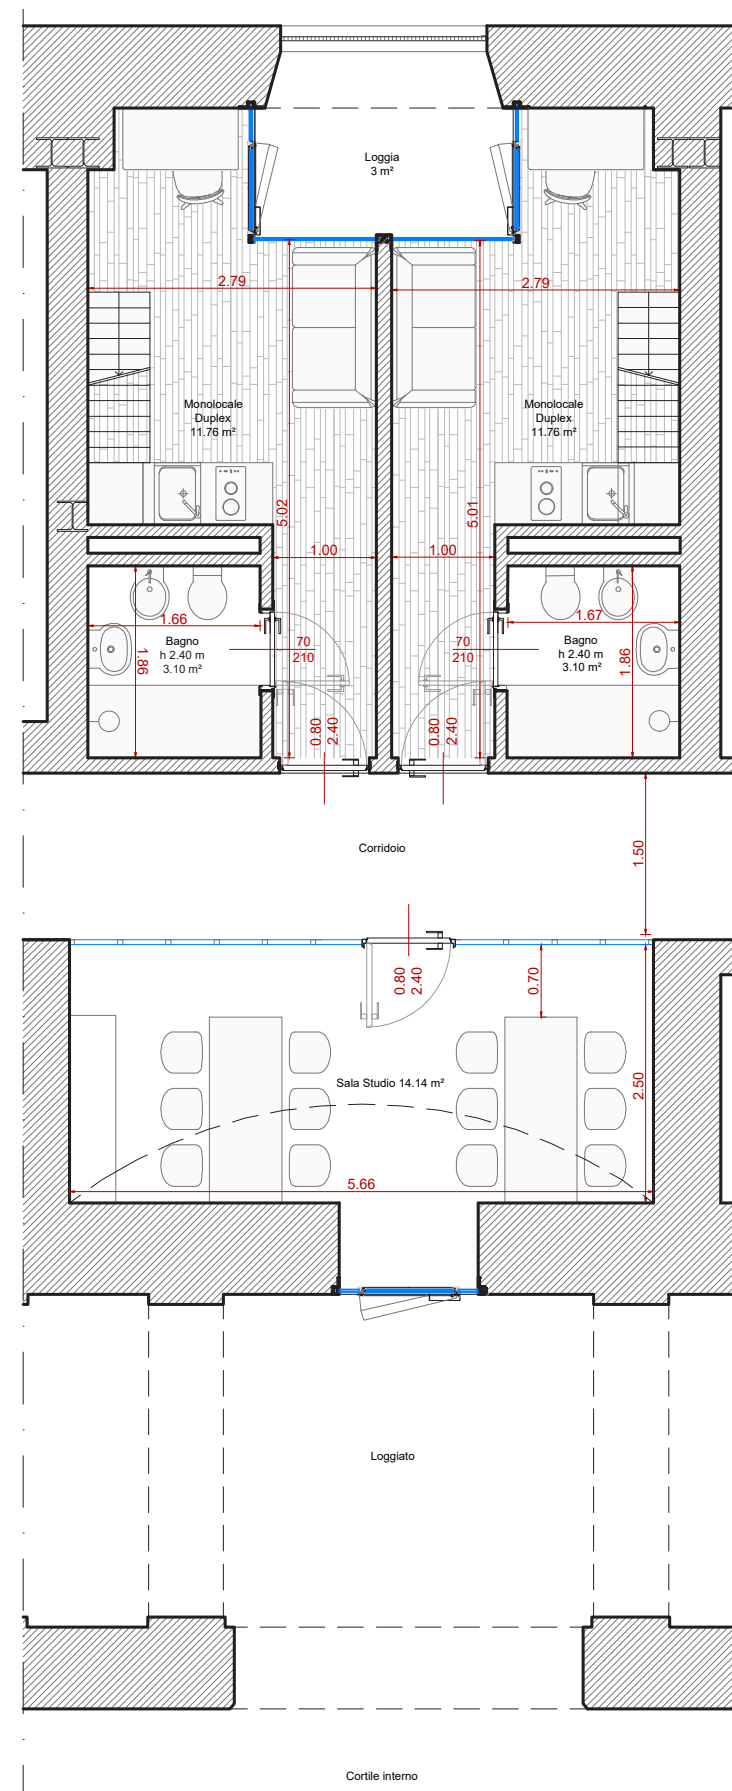 Loggia
3 m²
2.79
2.79
Monolocale
Duplex
11.76 m²
Monolocale
Duplex
11.76 m²
5.02
5.01
1.00
1.00
1.66
Bagno
h 2.40 m
3.10 m²
1.86
70
210
70
210
1.67
Bagno
h 2.40 m
3.10 m²
1.86
0.80
2.40
0.80
2.40
Corridoio
1.50
0.80
2.40
0.70
Sala Studio 14.14 m²
2.50
5.66
Loggiato
Cortile interno